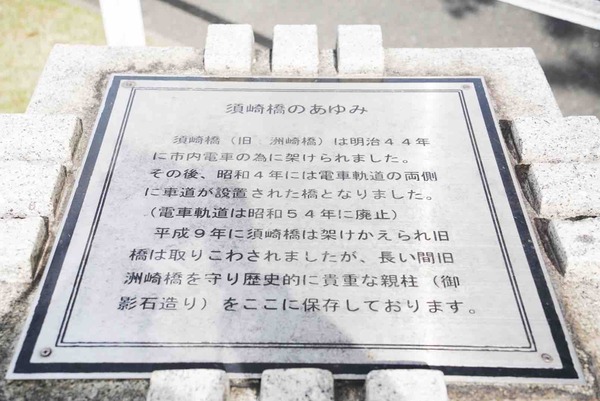 須崎橋のあゆみ
須崎橋（旧 洲崎橋）は明治４４年
に市内電車の為に架けられました。
その後、昭和４年には電車軌道の両側
に車道が設置された橋となりました。
（電車軌道は昭和５４年に廃止）
平成９年に須崎橋は架けかえられ旧
橋は取りこわされましたが、長い間旧
洲崎橋を守り歴史的に貴重な親柱（御
影石造り）をここに保存しております。